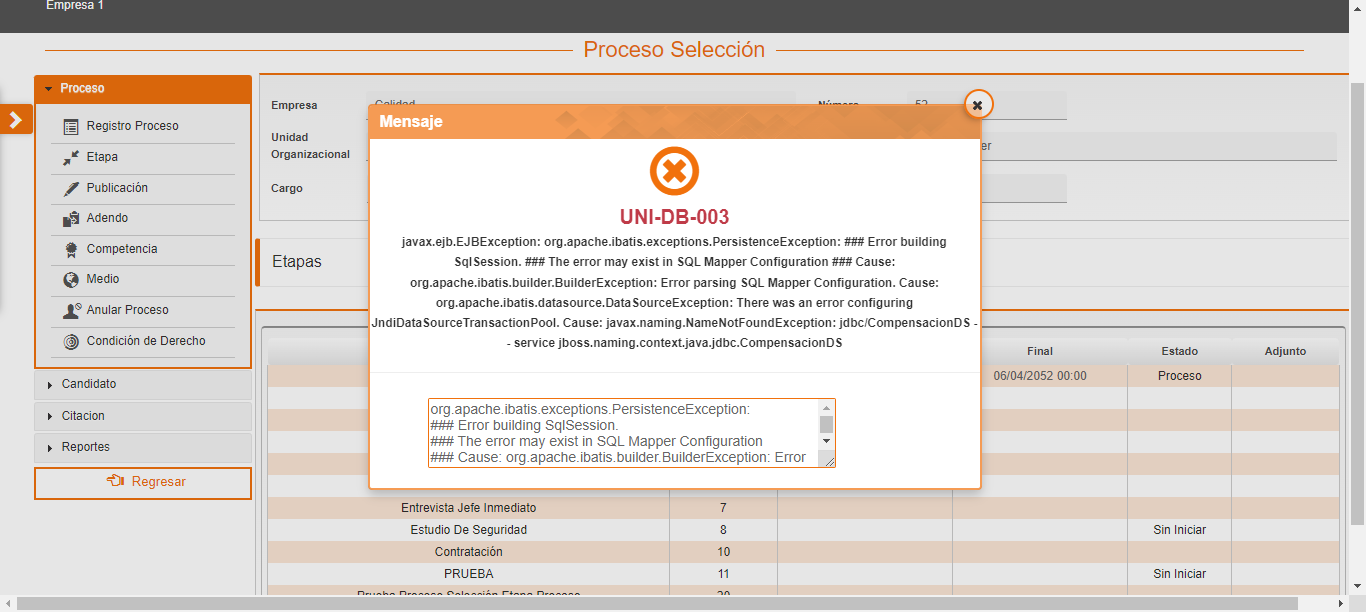 Empresa 1
Proceso Selección
Proceso
Registro Proceso
Etapa
Publicación
Adendo
Competencia
Medio
Anular Proceso
Condición de Derecho
Candidato
Citacion
Reportes
Regresar
Empresa
Calidad
Número
52
Unidad
Organizacional
er
Cargo
Etapas
Mensaje
UNI-DB-003
javax.ejb.EJBException: org.apache.ibatis.exceptions.PersistenceException: ### Error building
SqlSession. ### The error may exist in SQL Mapper Configuration ### Cause:
org.apache.ibatis.builder.BuilderException: Error parsing SQL Mapper Configuration. Cause:
org.apache.ibatis.datasource.DataSourceException: There was an error configuring
JndiDataSourceTransactionPool. Cause: javax.naming.NameNotFoundException: jdbc/CompensacionDS -
- service jboss.naming.context.java.jdbc.CompensacionDS
org.apache.ibatis.exceptions.PersistenceException:
### Error building SqlSession.
### The error may exist in SQL Mapper Configuration
### Cause: org.apache.ibatis.builder.BuilderException: Error
Final Estado Adjunto
06/04/2052 00:00 Proceso
Entrevista Jefe Inmediato 7
Estudio De Seguridad 8 Sin Iniciar
Contratación 10
PRUEBA 11 Sin Iniciar
Prueba Proceso Selección Etapa Proceso 20